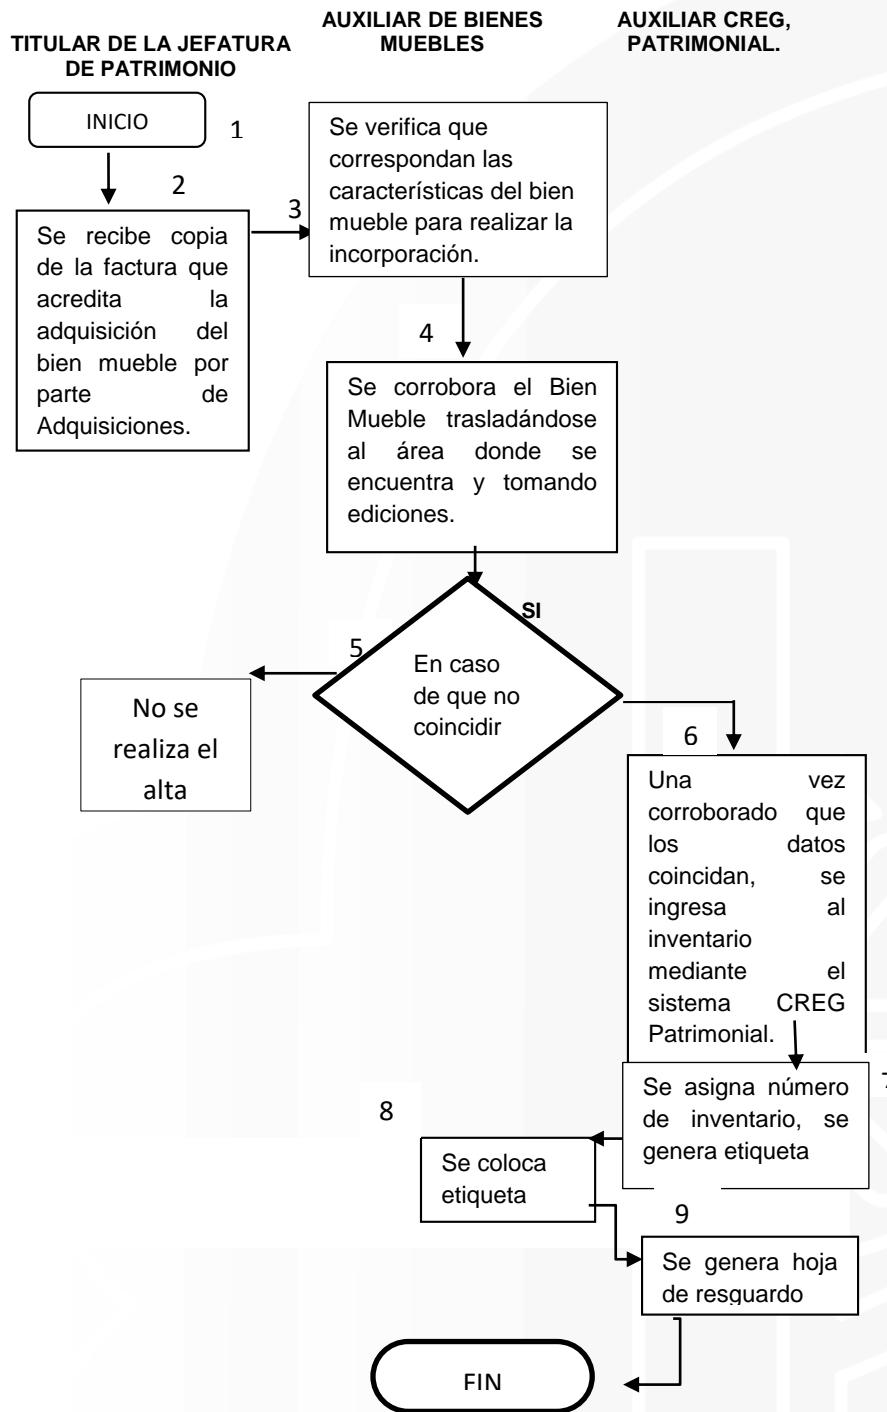 TITULAR DE LA JEFATURA
DE PATRIMONIO
AUXILIAR DE BIENES
MUEBLES
AUXILIAR CREG,
PATRIMONIAL.
INICIO
1
2
Se recibe copia
de la factura que
acredita la
adquisición del
bien mueble por
parte de
Adquisiciones.
3
Se verifica que
correspondan las
características del bien
mueble para realizar la
incorporación.
4
Se corrobora el Bien
Mueble trasladándose
al área donde se
encuentra y tomando
ediciones.
SI
5
En caso
de que no
coincidir
No se
realiza el
alta
6
Una vez
corroborado que
los datos
coincidan, se
ingresa al
inventario
mediante el
sistema CREG
Patrimonial.
7
Se asigna número
de inventario, se
genera etiqueta
8
Se coloca
etiqueta
9
Se genera hoja
de resguardo
FIN